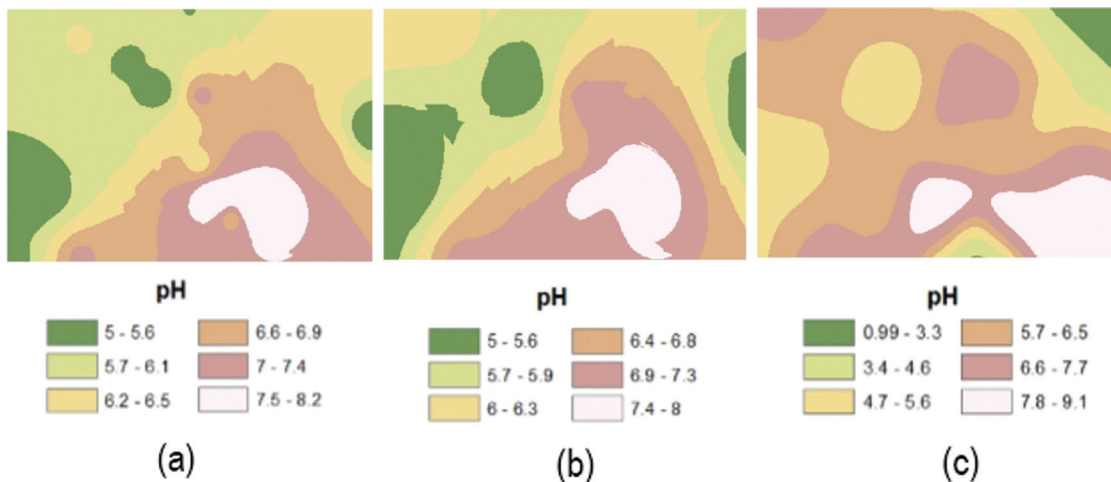 pH
5 - 5.6 6.6 - 6.9
5.7 - 6.1 7 - 7.4
6.2 - 6.5 7.5 - 8.2
(a)
pH
5 - 5.6 6.4 - 6.8
5.7 - 5.9 6.9 - 7.3
6 - 6.3 7.4 - 8
(b)
pH
0.99 - 3.3 5.7 - 6.5
3.4 - 4.6 6.6 - 7.7
4.7 - 5.6 7.8 - 9.1
(c)